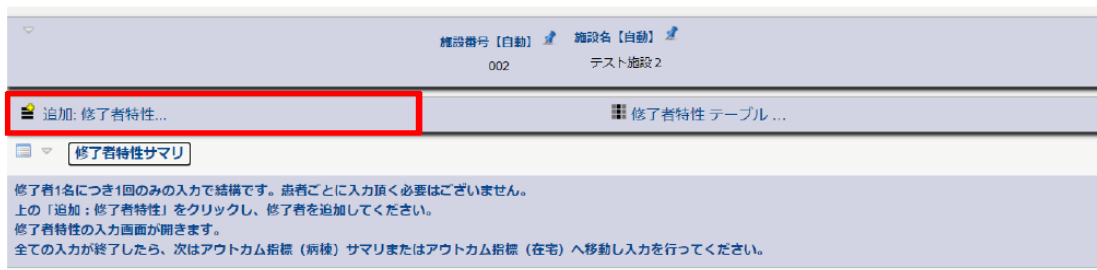 施設番号【自動】 施設名【自動】
002 テスト施設２
追加: 修了者特性... 修了者特性 テーブル ...
修了者特性サマリ
修了者1名につき1回のみの入力で結構です。患者ごとに入力頂く必要はございません。
上の「追加：修了者特性」をクリックし、修了者を追加してください。
修了者特性の入力画面が開きます。
全ての入力が終了したら、次はアウトカム指標（病棟）サマリまたはアウトカム指標（在宅）へ移動し入力を行ってください。